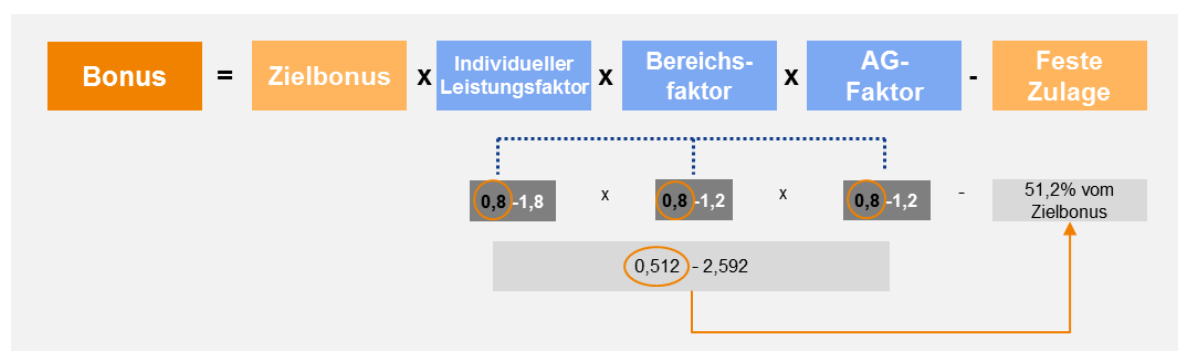 Bonus = Zielbonus x Individueller Leistungsfaktor x Bereichs-faktor x AG-Faktor - Feste Zulage
0,8-1,8 x 0,8-1,2 x 0,8-1,2 - 51,2% vom Zielbonus
0,512 - 2,592